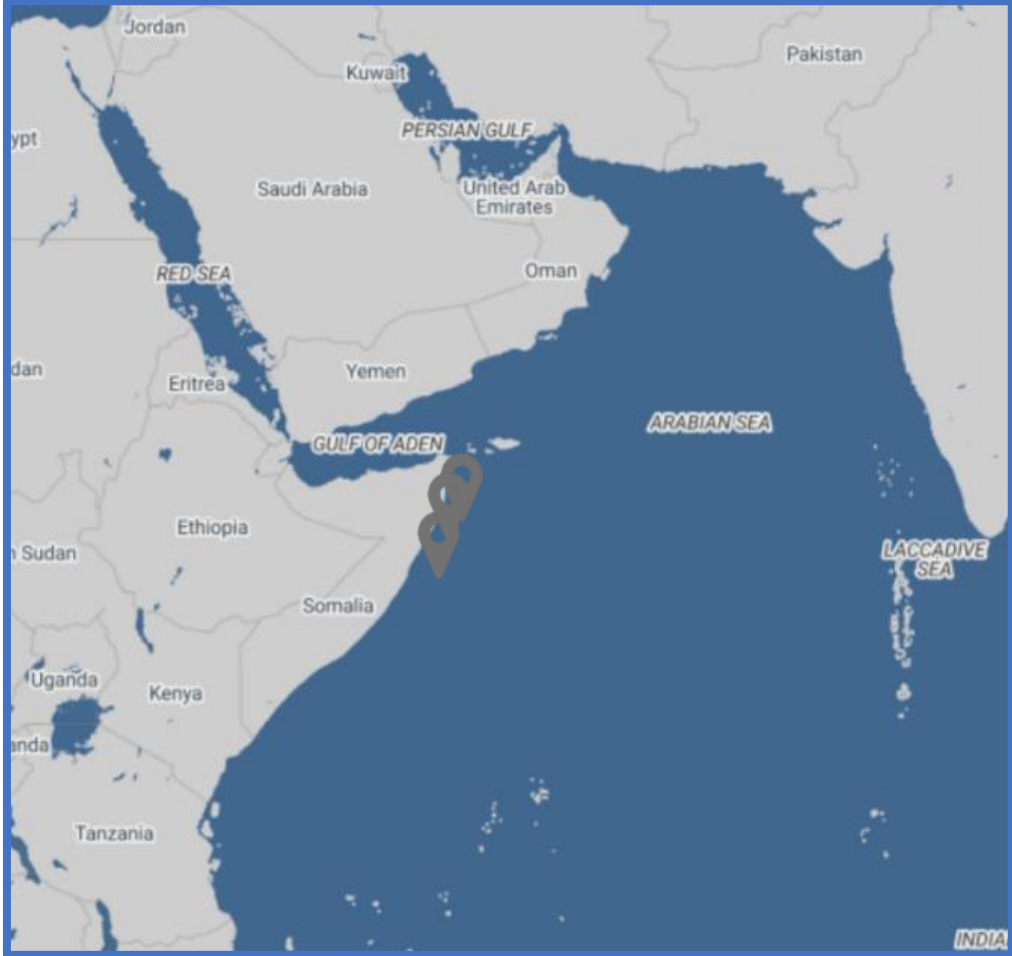 Jordan
Pakistan
Kuwait
PERSIAN GULF
ypt
Saudi Arabia
United Arab
Emirates
RED SEA
Oman
dan
Eritrea
Yemen
ARABIAN SEA
GULF OF ADEN
Ethiopia
n Sudan
LACCADIVE
SEA
Somalia
Uganda
Kenya
anda
Tanzania
INDIA